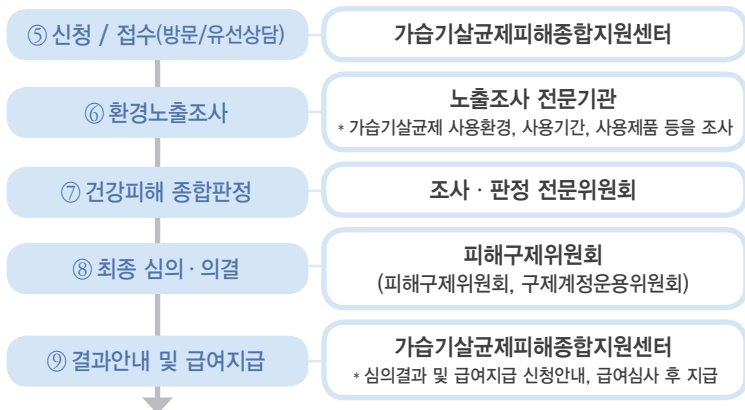 ⑤ 신청 / 접수(방문/유선상담)
가습기살균제피해종합지원센터
⑥ 환경노출조사
노출조사 전문기관
* 가습기살균제 사용환경, 사용기간, 사용제품 등을 조사
⑦ 건강피해 종합판정
조사 · 판정 전문위원회
⑧ 최종 심의 · 의결
피해구제위원회
(피해구제위원회, 구제계정운용위원회)
⑨ 결과안내 및 급여지급
가습기살균제피해종합지원센터
* 심의결과 및 급여지급 신청안내, 급여심사 후 지급